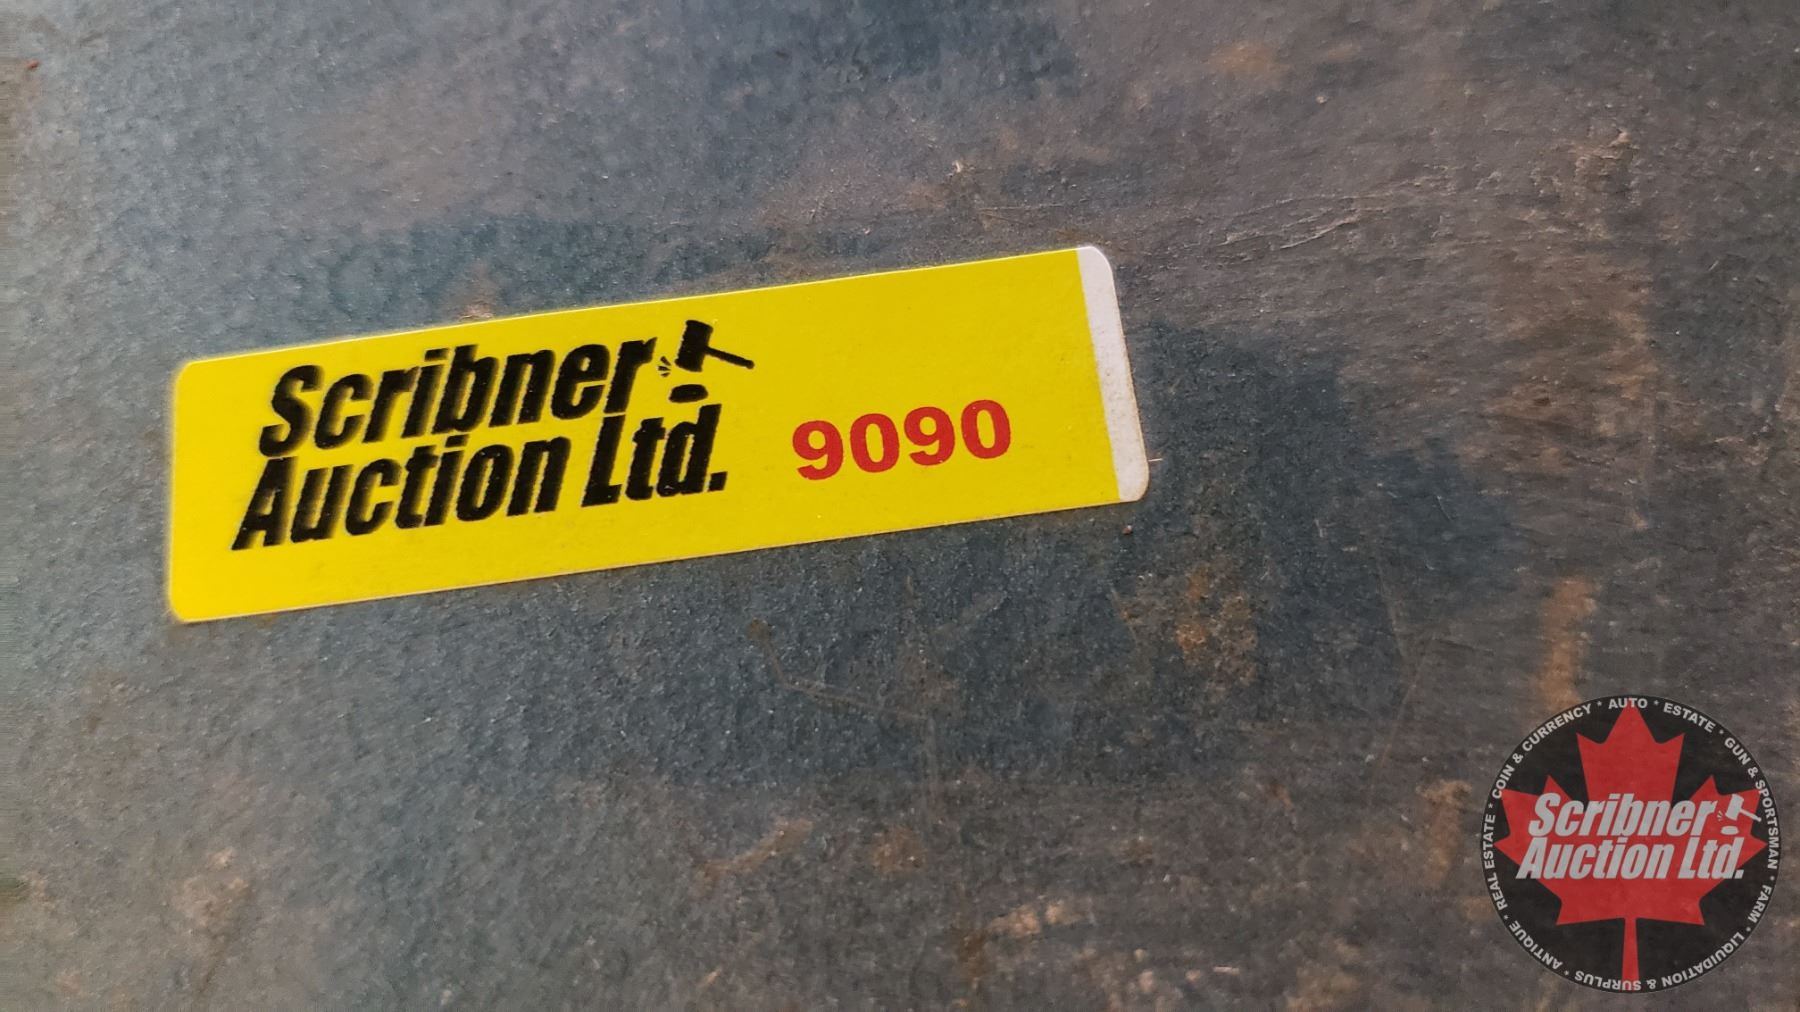 Scribner
Auction Ltd.
9090
COIN & CURRENCY * AUTO * ESTATE * GUN & SPORTSMAN * FARM * LIQUIDATION & SURPLUS * ANTIQUE * REAL ESTATE *
Scribner
Auction Ltd.